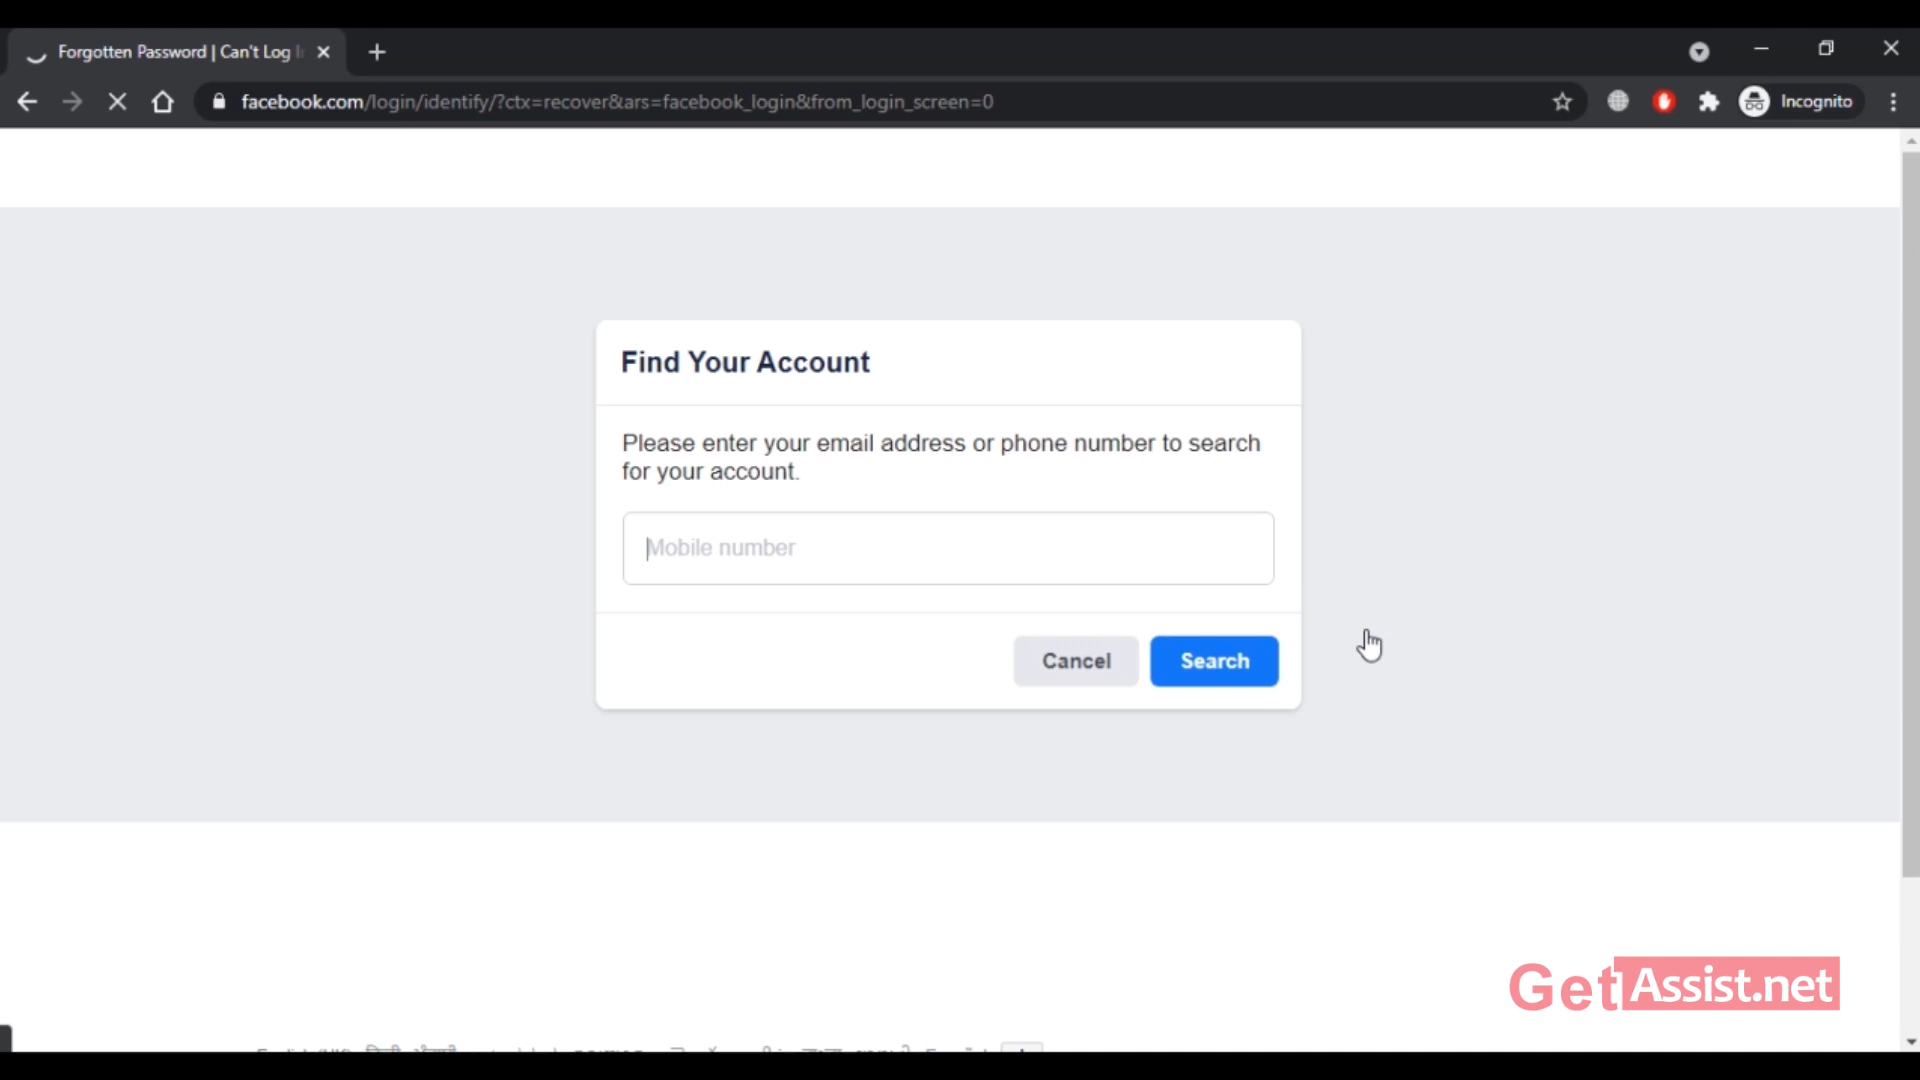 Forgotten Password | Can't Log I
facebook.com/login/identify/?ctx=recover&ars=facebook_login&from_login_screen=0
Incognito
Find Your Account
Please enter your email address or phone number to search
for your account.
Mobile number
Cancel
Search
GetAssist.net